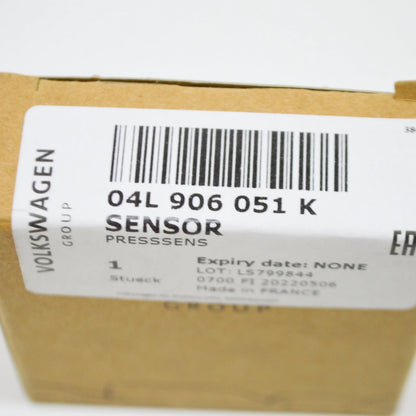 VOLKSWAGEN
GROUP
04L 906 051 K
SENSOR
PRESSSENS
1
Stueck
Expiry date: NONE
LOT: LS799844
0700 FI 20220506
Made in FRANCE
EAC
GROUP